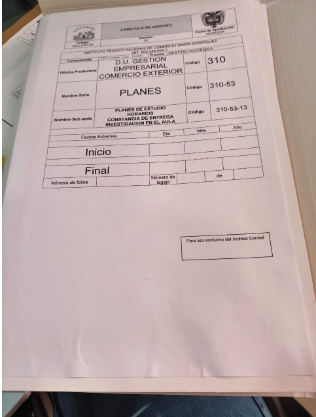 CARATULA DE ARCHIVO
INSTITUTO TECNICO NACIONAL DE COMERCIO SIMON RODRIGUEZ
Componente
GESTION ACADEMICA
Oficina Productora
D.U. GESTION
EMPRESARIAL
COMERCIO EXTERIOR
Código
310
Nombre Serie
PLANES
Código
310-53
Nombre Sub serie
PLANES DE ESTUDIO
HORARIOS
CONSTANCIA DE ENTREGA
INVESTIGACION EN EL AULA
Código
310-53-13
Fechas Extremas
Día
Mes
Año
Inicio
Final
Número de folios
Número de
legajo
de
Para uso exclusivo del Archivo Central